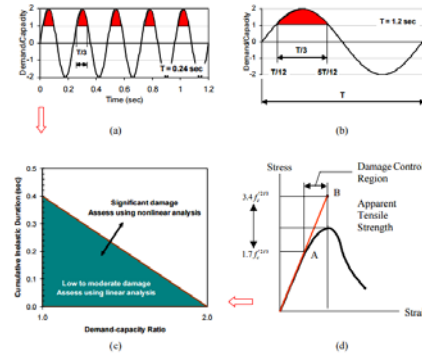 Demand/Capacity
2
1
0
-1
-2
T/3
T = 0.24 sec
0 0.2 0.4 0.6 0.8 1 1.2
Time (sec)
(a)
Demand/Capacity
2
1
0
-1
-2
T = 1.2 sec
T/3
T/12
5T/12
T
(b)
Cumulative Inelastic Duration (sec)
0.4
0.3
0.2
0.1
0.0
Significant damage
Assess using nonlinear analysis
Low to moderate damage
Assess using linear analysis
1.0 2.0
Demand-capacity Ratio
(c)
Stress
Damage Control
Region
B
Apparent
Tensile
Strength
A
Strain
(d)